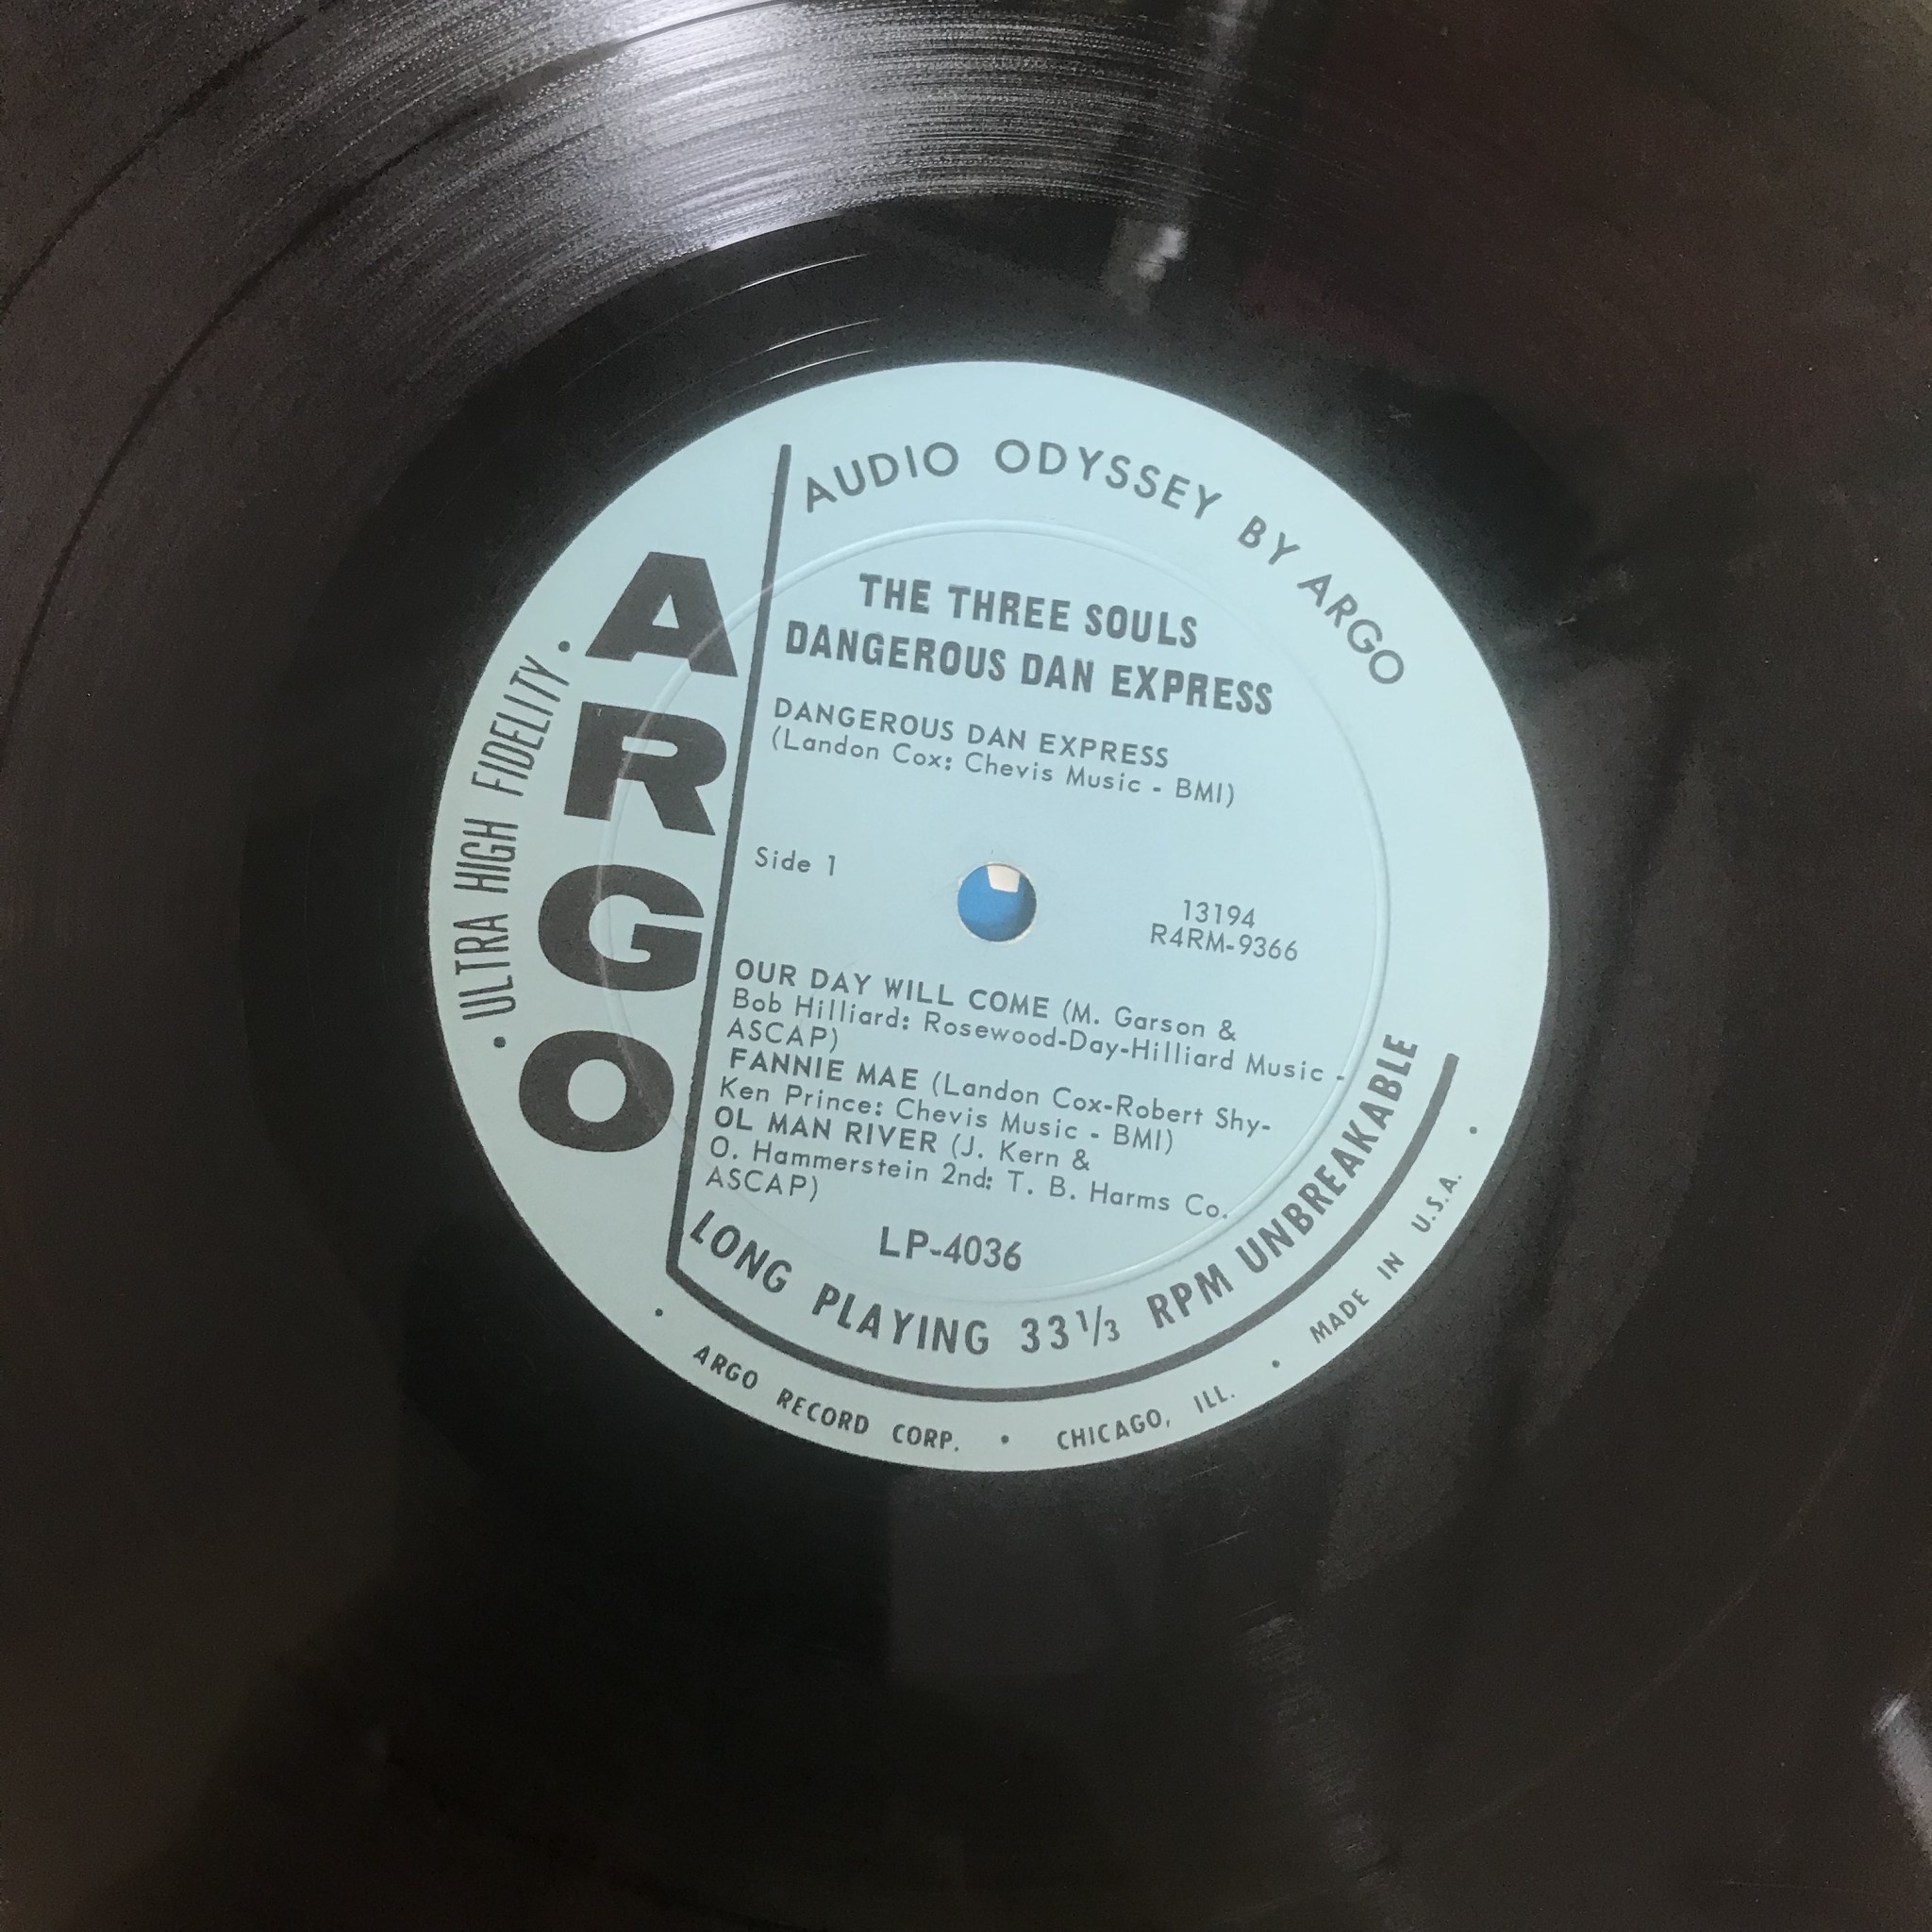 AUDIO ODYSSEY BY ARGO
• ULTRA HIGH FIDELITY •
ARGO
THE THREE SOULS
DANGEROUS DAN EXPRESS
DANGEROUS DAN EXPRESS
(Landon Cox: Chevis Music - BMI)
Side 1
13194
R4RM-9366
OUR DAY WILL COME (M. Garson &
Bob Hilliard: Rosewood-Day-Hilliard Music -
ASCAP)
FANNIE MAE (Landon Cox-Robert Shy-
Ken Prince: Chevis Music - BMI)
OL MAN RIVER (J. Kern &
O. Hammerstein 2nd: T. B. Harms Co.
ASCAP)
LP-4036
LONG PLAYING 33 1/3 RPM UNBREAKABLE
• ARGO RECORD CORP. • CHICAGO, ILL. • MADE IN U.S.A. •